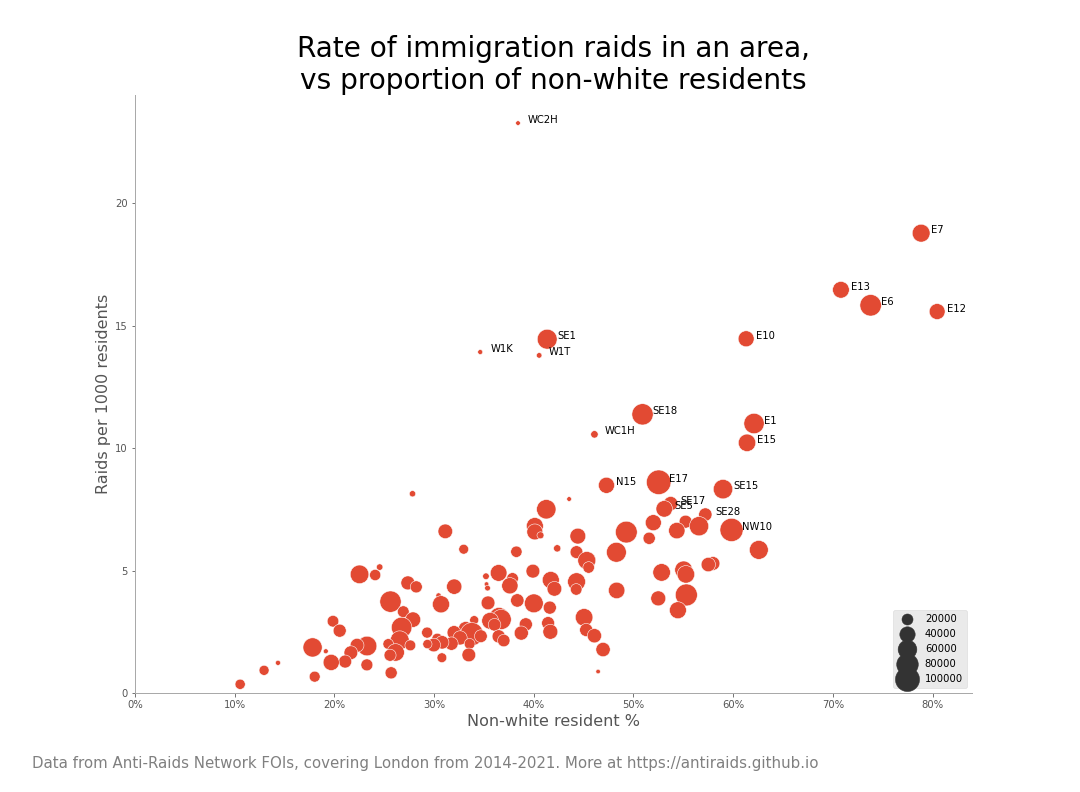 Rate of immigration raids in an area,
vs proportion of non-white residents
WC2H
20
E7
E13
E6
E12
15
SE1
E10
W1K
W1T
SE18
E1
WC1H
E15
10
Raids per 1000 residents
N15
E17
SE15
SE17
SE5
SE28
NW10
5
20000
40000
60000
80000
100000
0
0%
10%
20%
30%
40%
50%
60%
70%
80%
Non-white resident %
Data from Anti-Raids Network FOIs, covering London from 2014-2021. More at https://antiraids.github.io